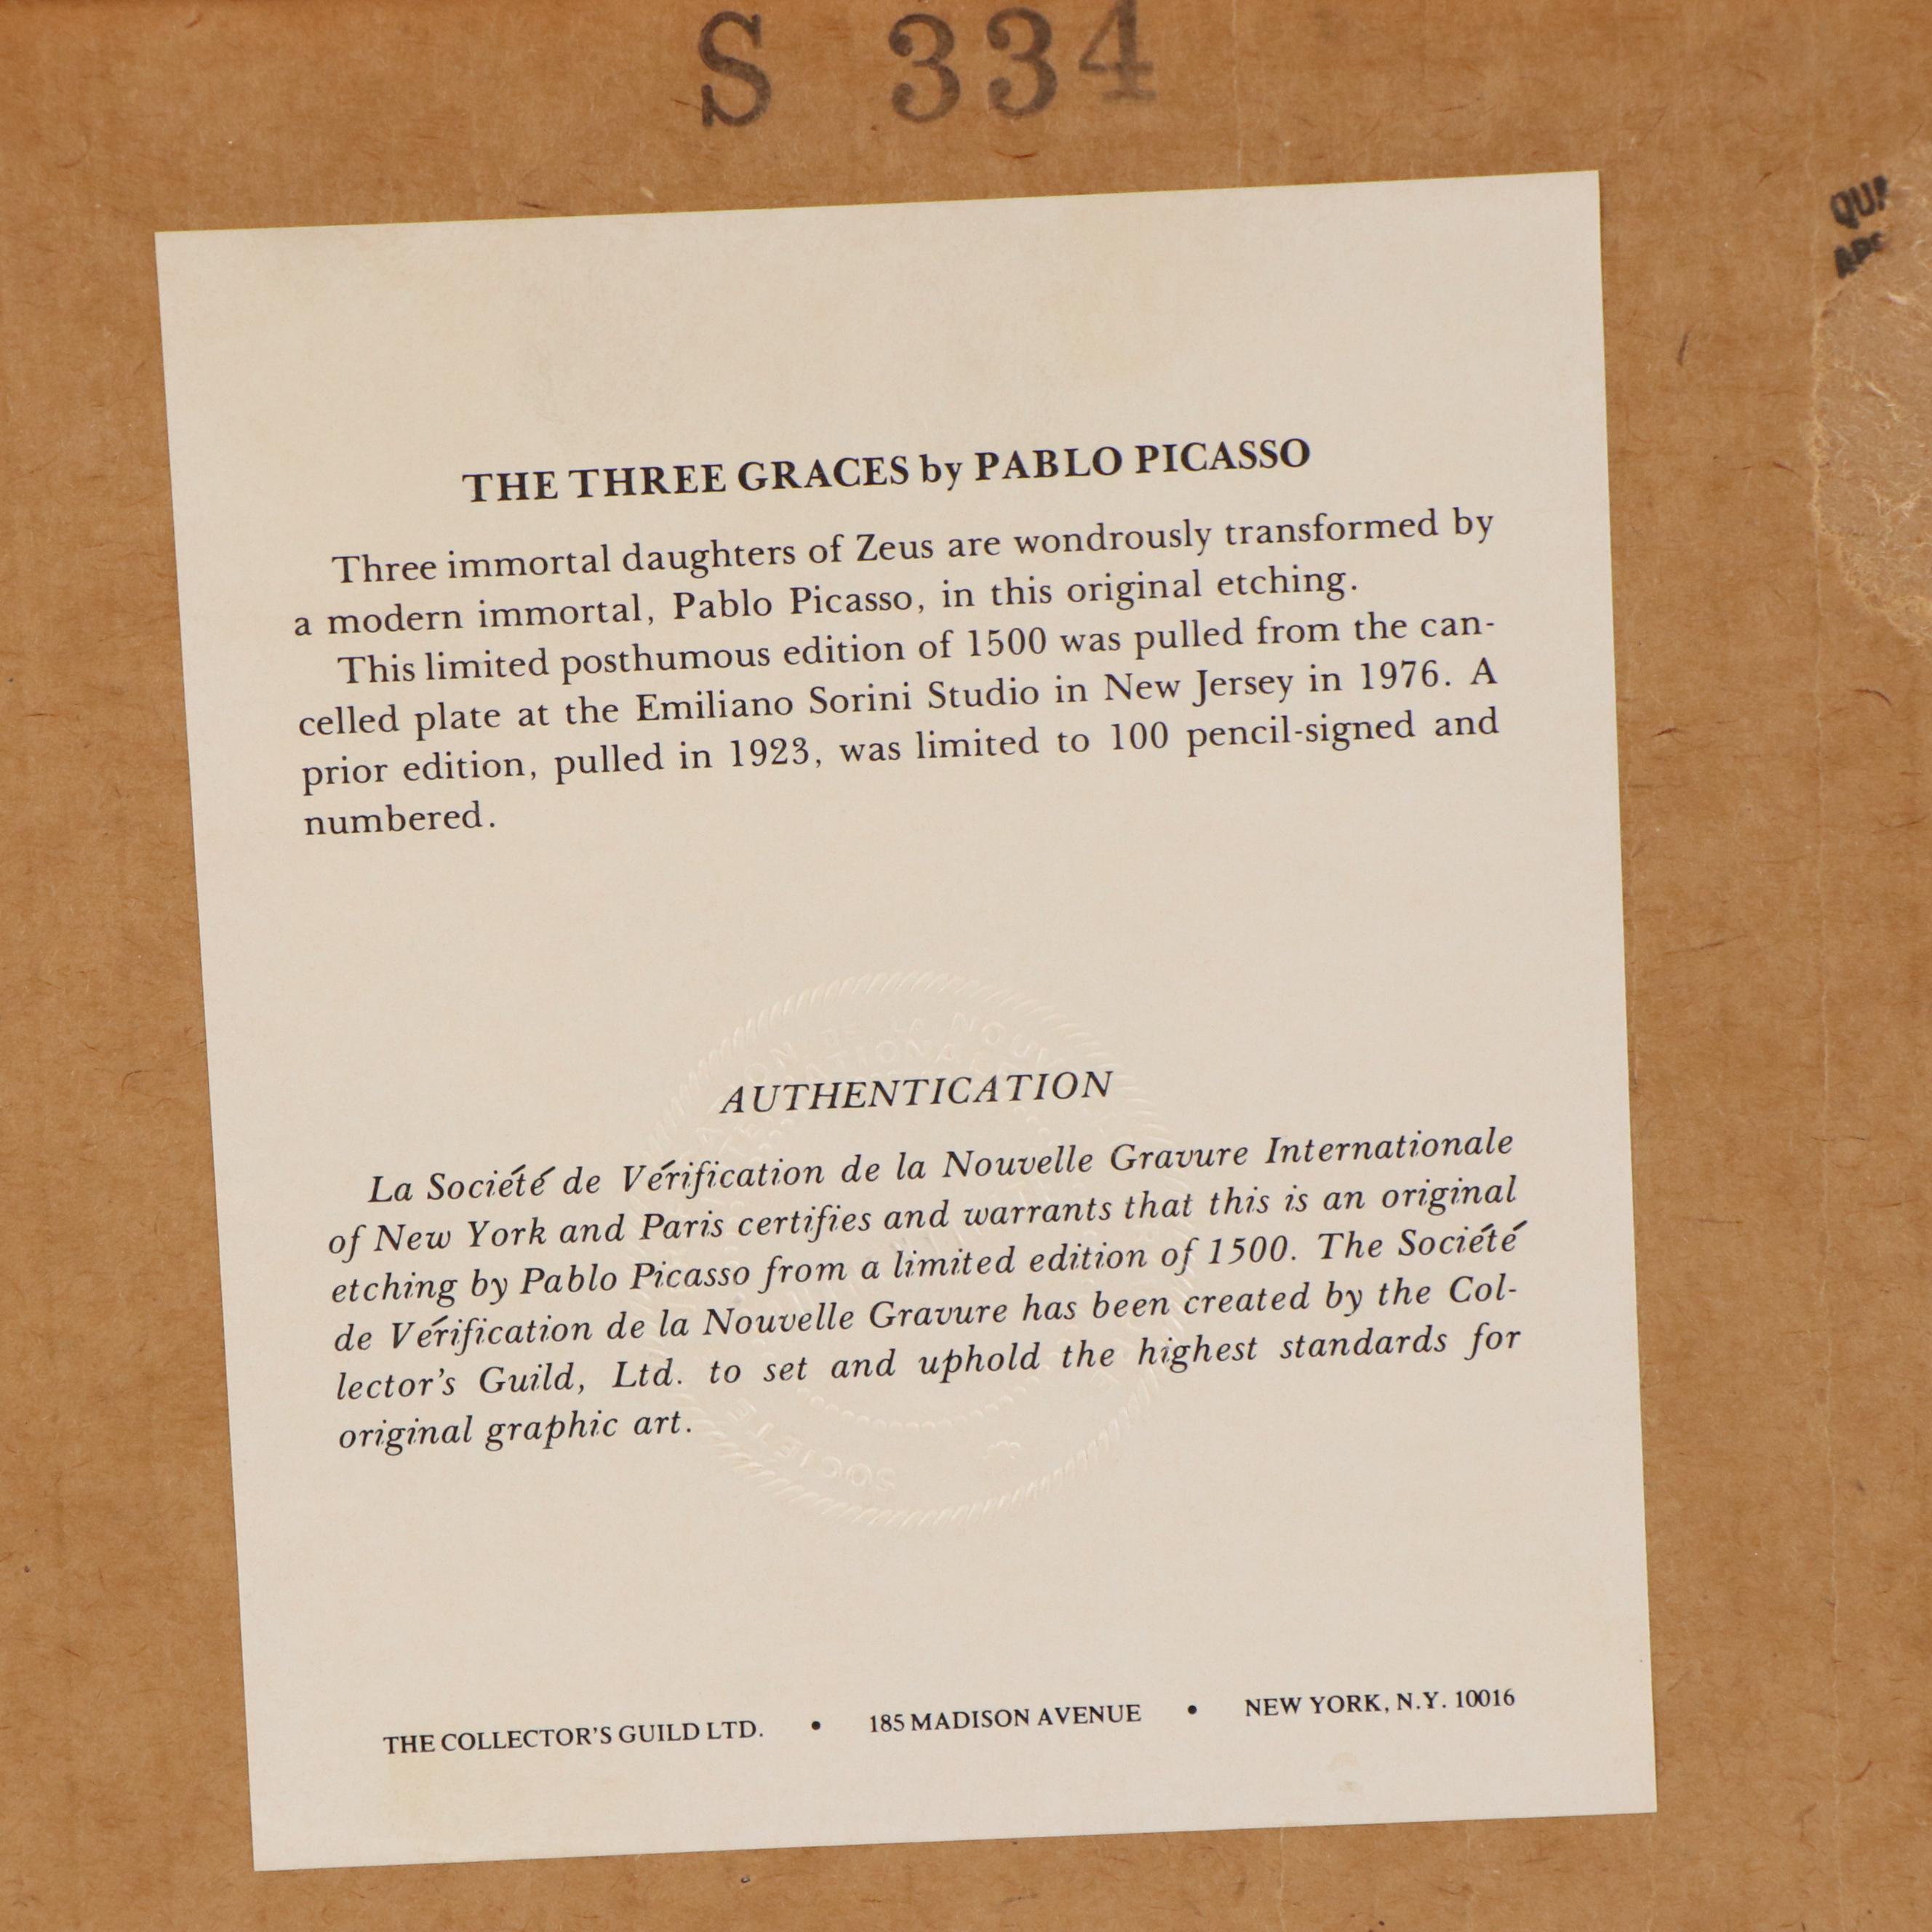 S 334
THE THREE GRACES by PABLO PICASSO
Three immortal daughters of Zeus are wondrously transformed by
a modern immortal, Pablo Picasso, in this original etching.
This limited posthumous edition of 1500 was pulled from the can-
celled plate at the Emiliano Sorini Studio in New Jersey in 1976. A
prior edition, pulled in 1923, was limited to 100 pencil-signed and
numbered.
AUTHENTICATION
La Société de Vérification de la Nouvelle Gravure Internationale
of New York and Paris certifies and warrants that this is an original
etching by Pablo Picasso from a limited edition of 1500. The Société
de Vérification de la Nouvelle Gravure has been created by the Col-
lector's Guild, Ltd. to set and uphold the highest standards for
original graphic art.
THE COLLECTOR'S GUILD LTD. • 185 MADISON AVENUE • NEW YORK, N.Y. 10016